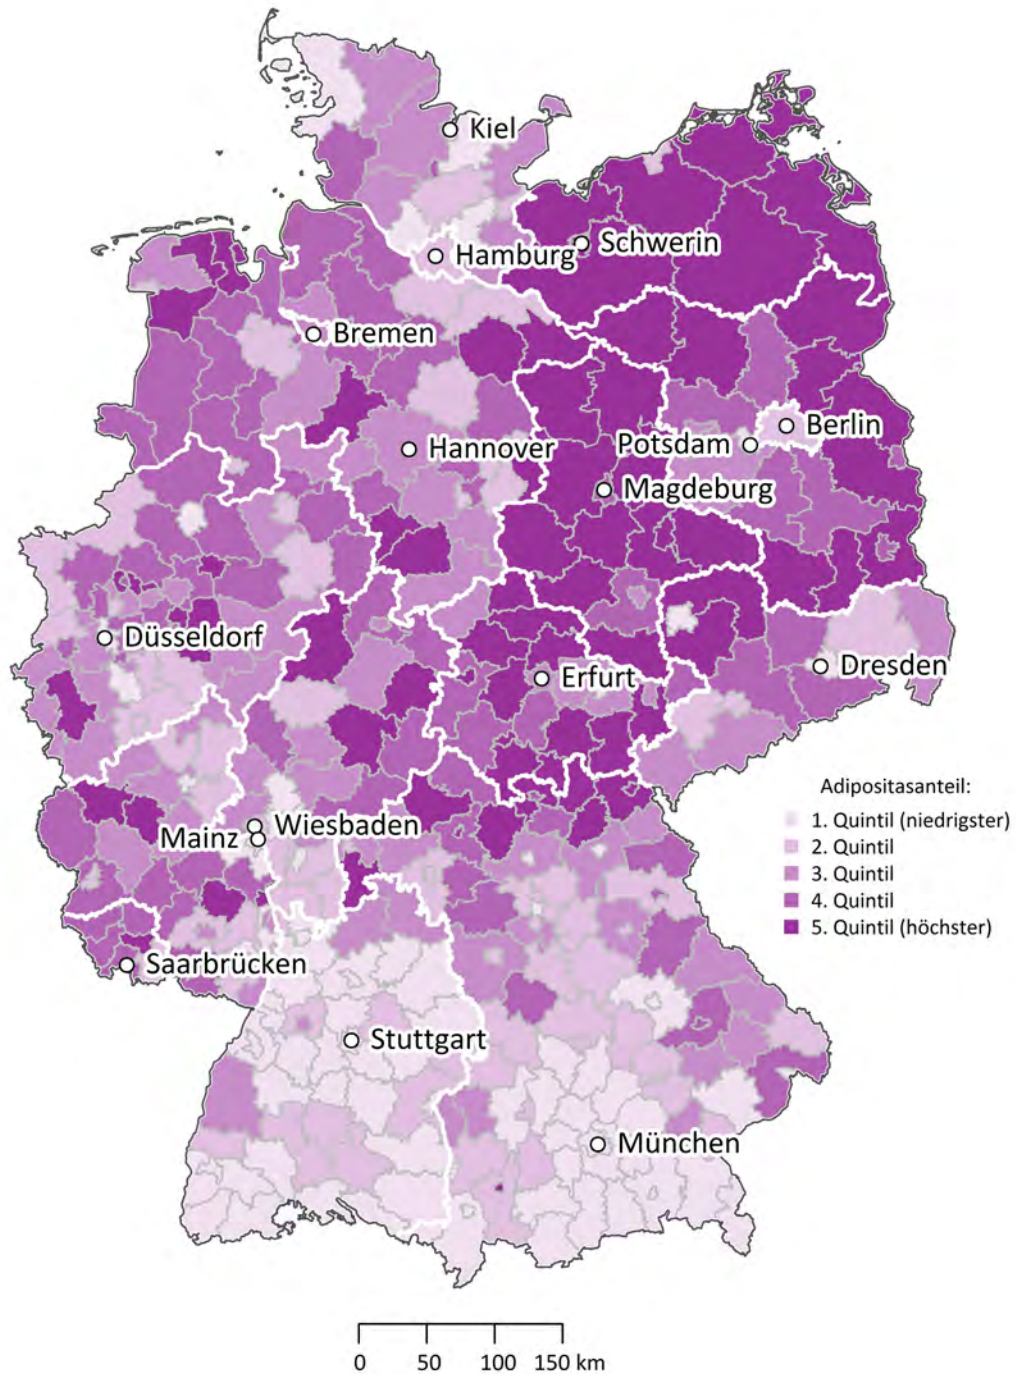 Kiel
Schwerin
Hamburg
Bremen
Berlin
Potsdam
Hannover
Magdeburg
Düsseldorf
Dresden
Erfurt
Adipositasanteil:
1. Quintil (niedrigster)
2. Quintil
3. Quintil
4. Quintil
5. Quintil (höchster)
Wiesbaden
Mainz
Saarbrücken
Stuttgart
München
0 50 100 150 km